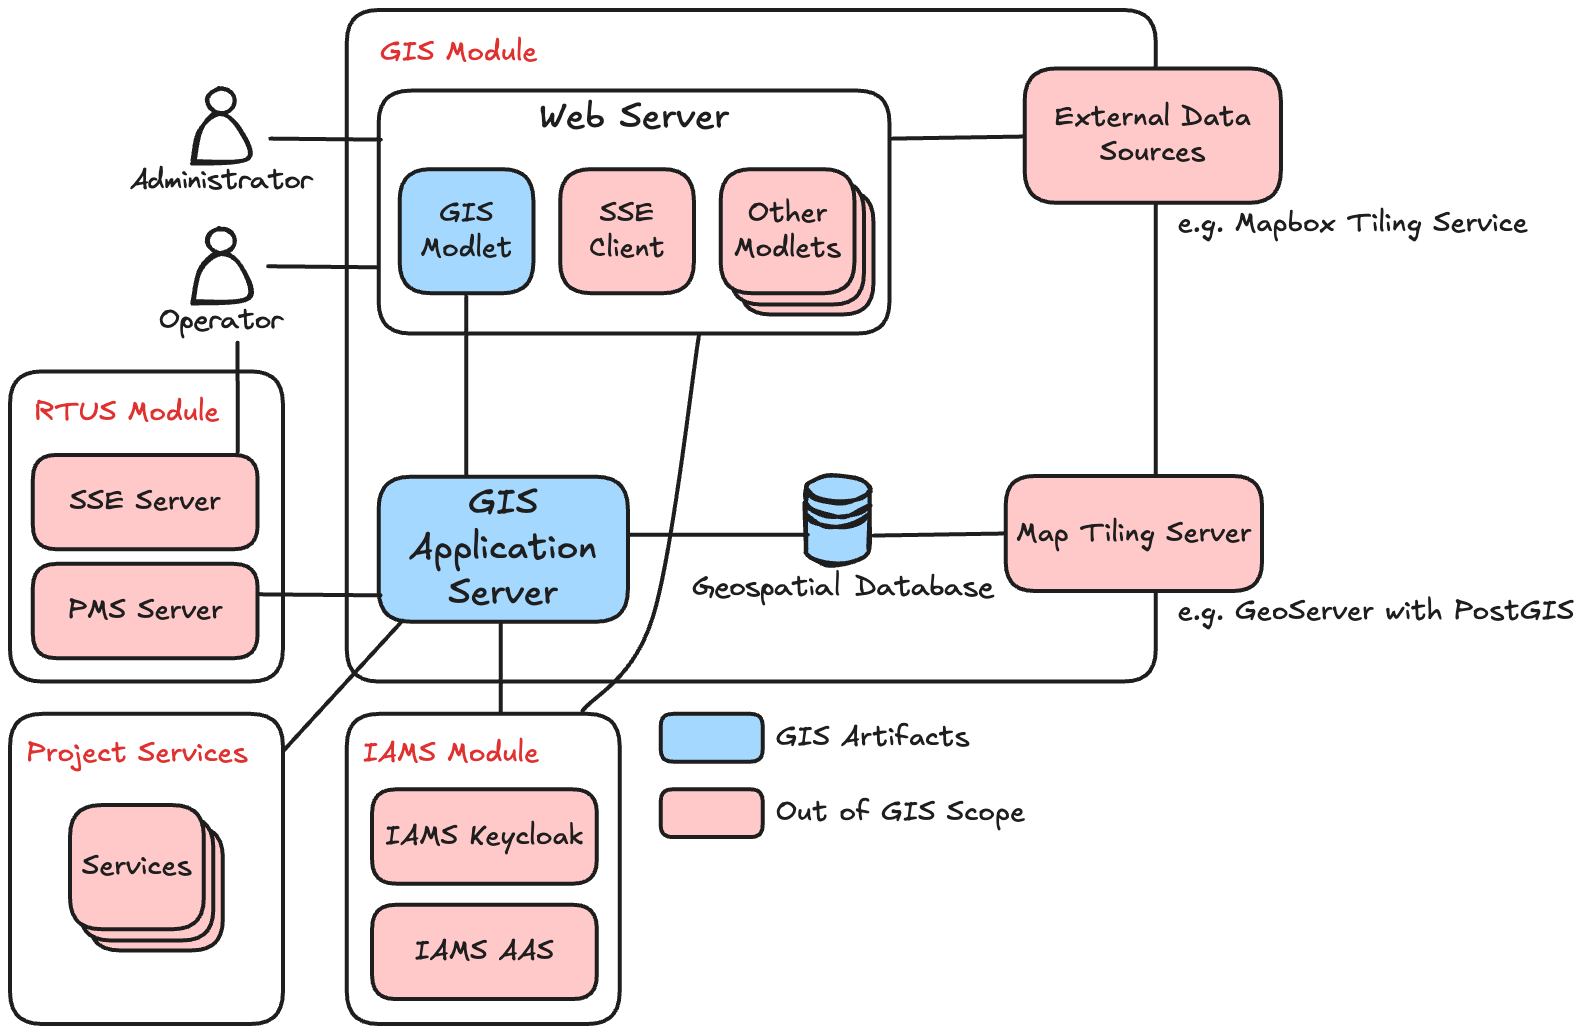 GIS Module
Web Server
External Data
Sources
Administrator
GIS
Modlet
SSE
Client
Other
Modlets
e.g. Mapbox Tiling Service
Operator
RTUS Module
SSE Server
PMS Server
GIS
Application
Server
Geospatial Database
Map Tiling Server
e.g. GeoServer with PostGIS
Project Services
Services
IAMS Module
IAMS Keycloak
IAMS AAS
GIS Artifacts
Out of GIS Scope